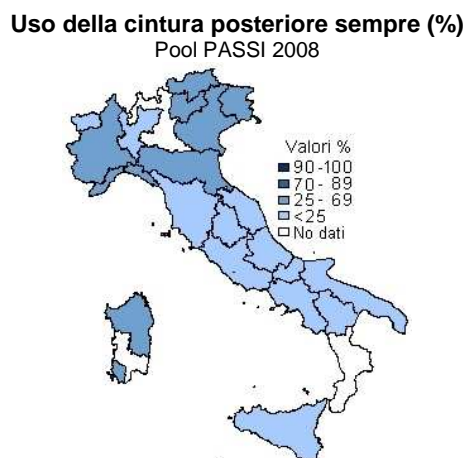 Uso della cintura posteriore sempre (%)
Pool PASSI 2008
Valori %
90-100
70- 89
25- 69
<25
No dati